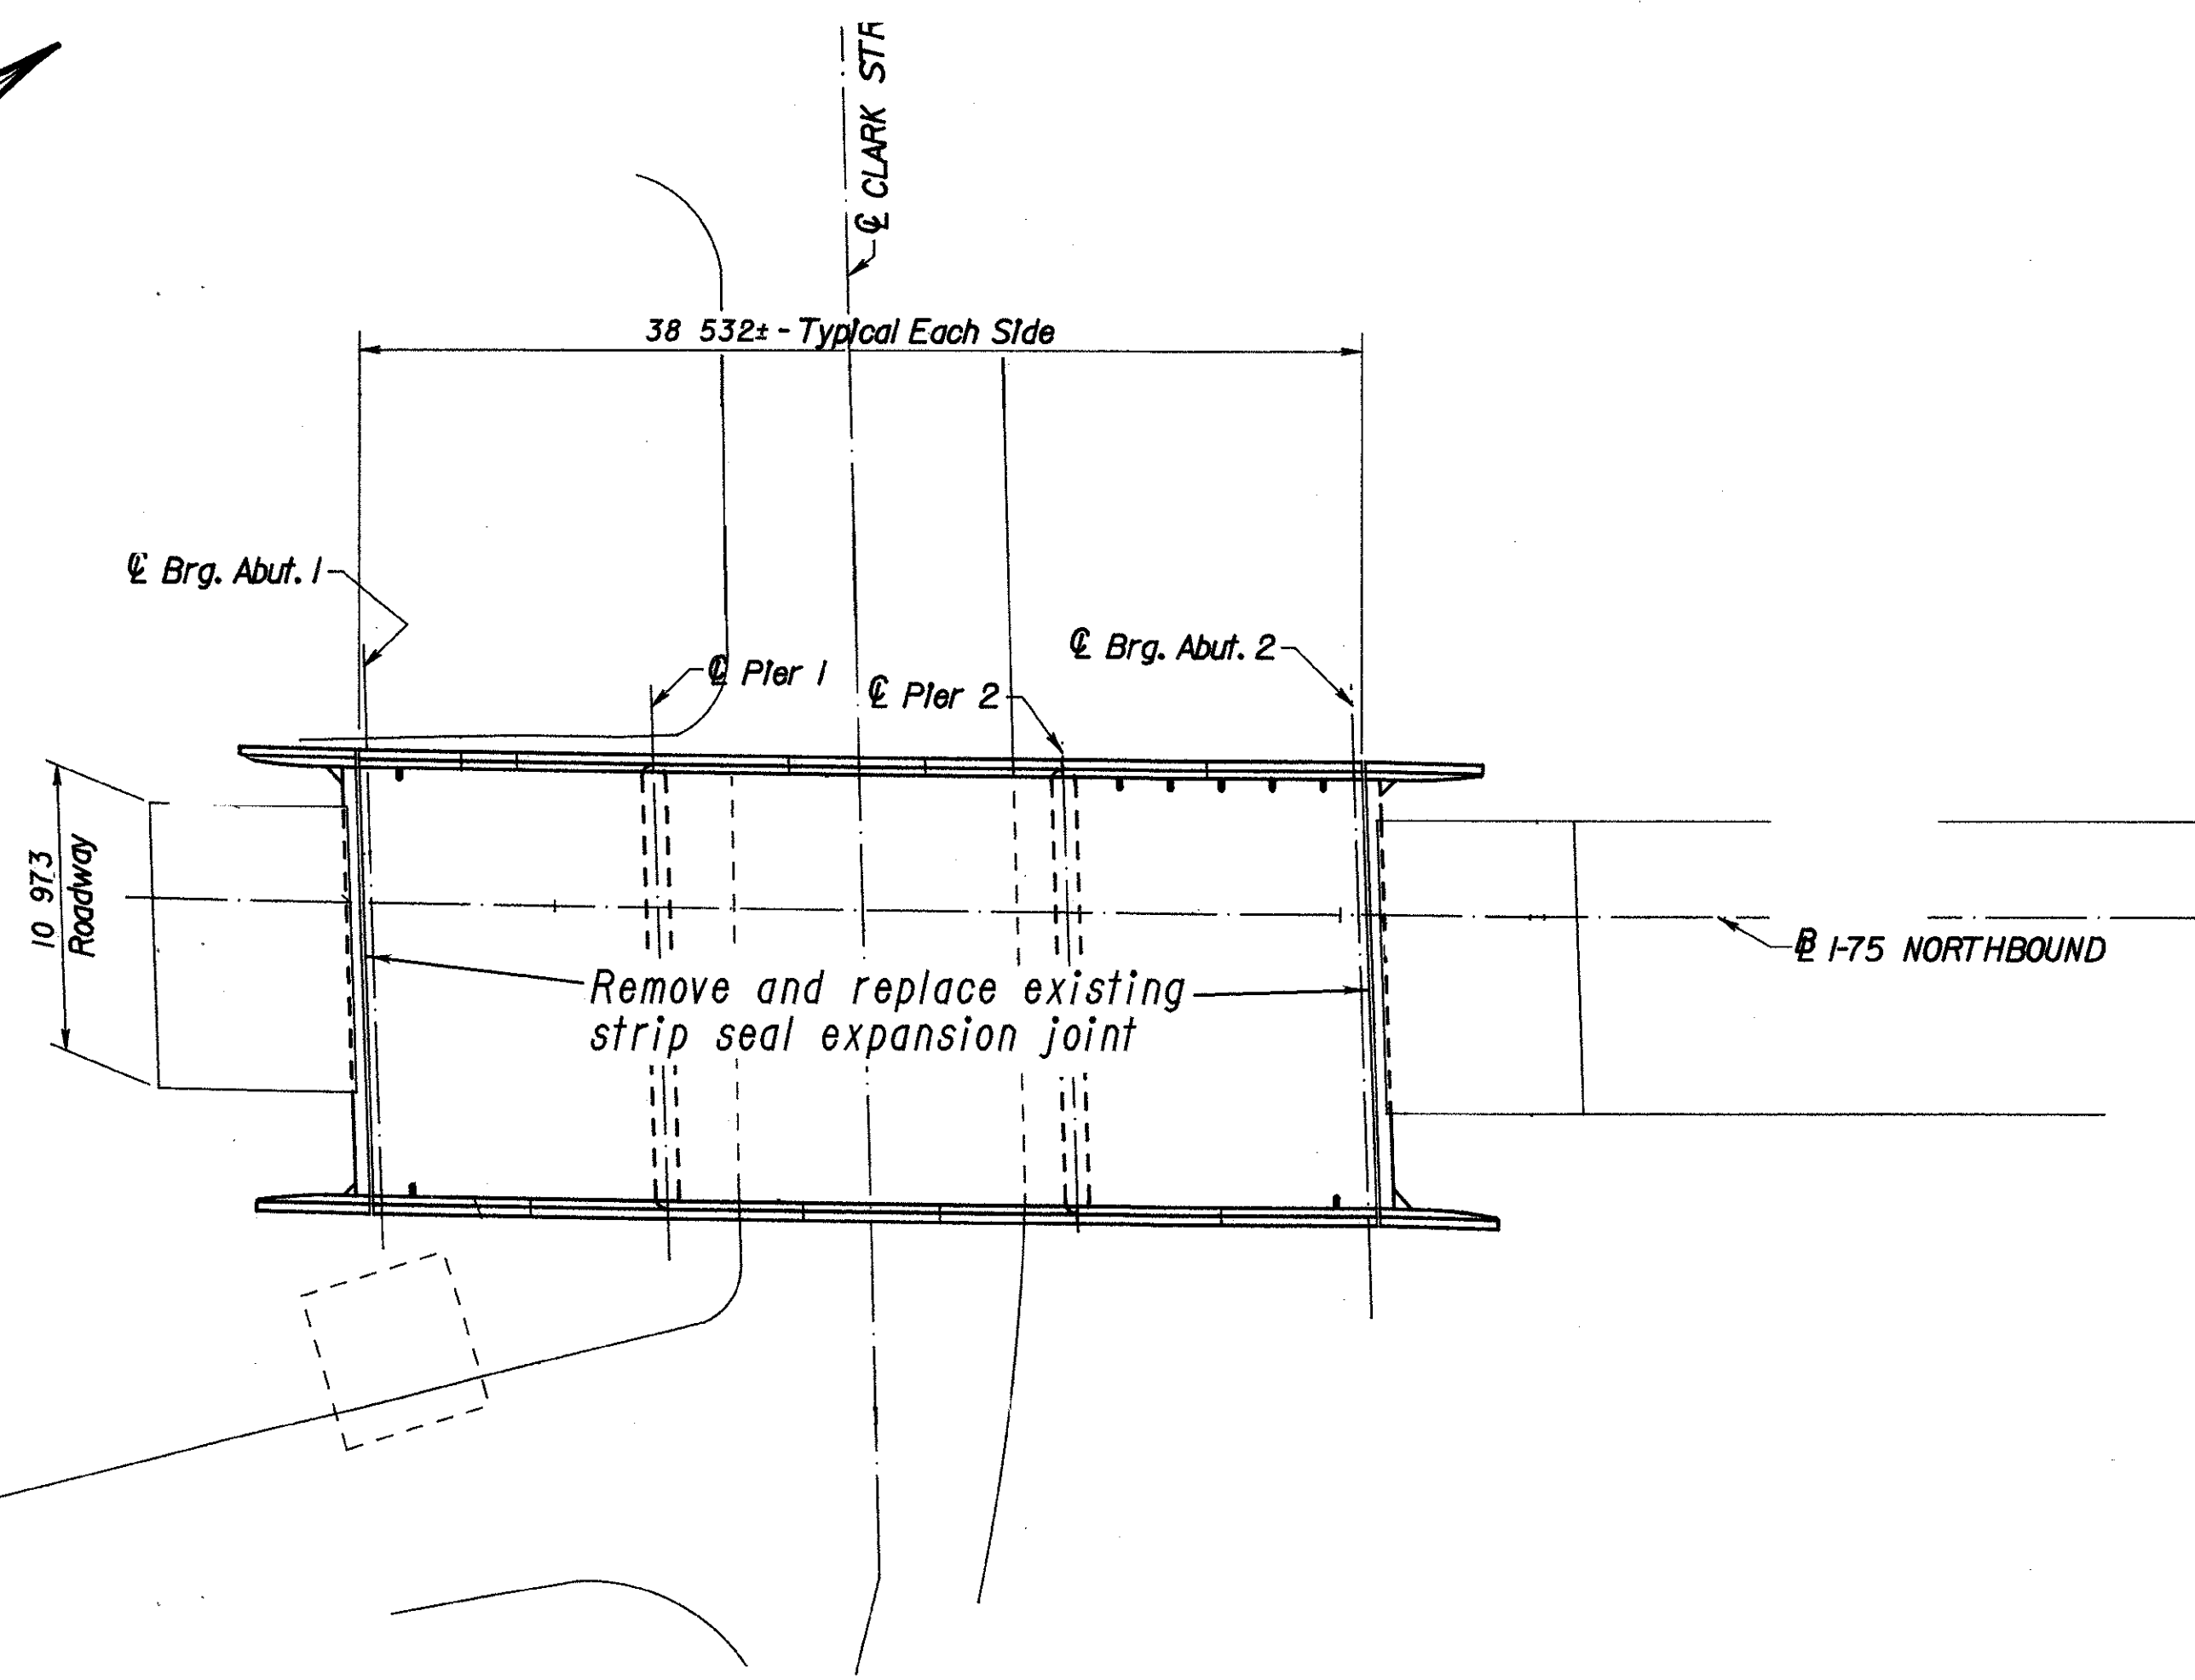 ℄ CLARK
38 532± - Typical Each Side
℄ Brg. Abut. 1
℄ Pier 1
℄ Pier 2
℄ Brg. Abut. 2
10 973
Roadway
Remove and replace existing
strip seal expansion joint
I-75 NORTHBOUND